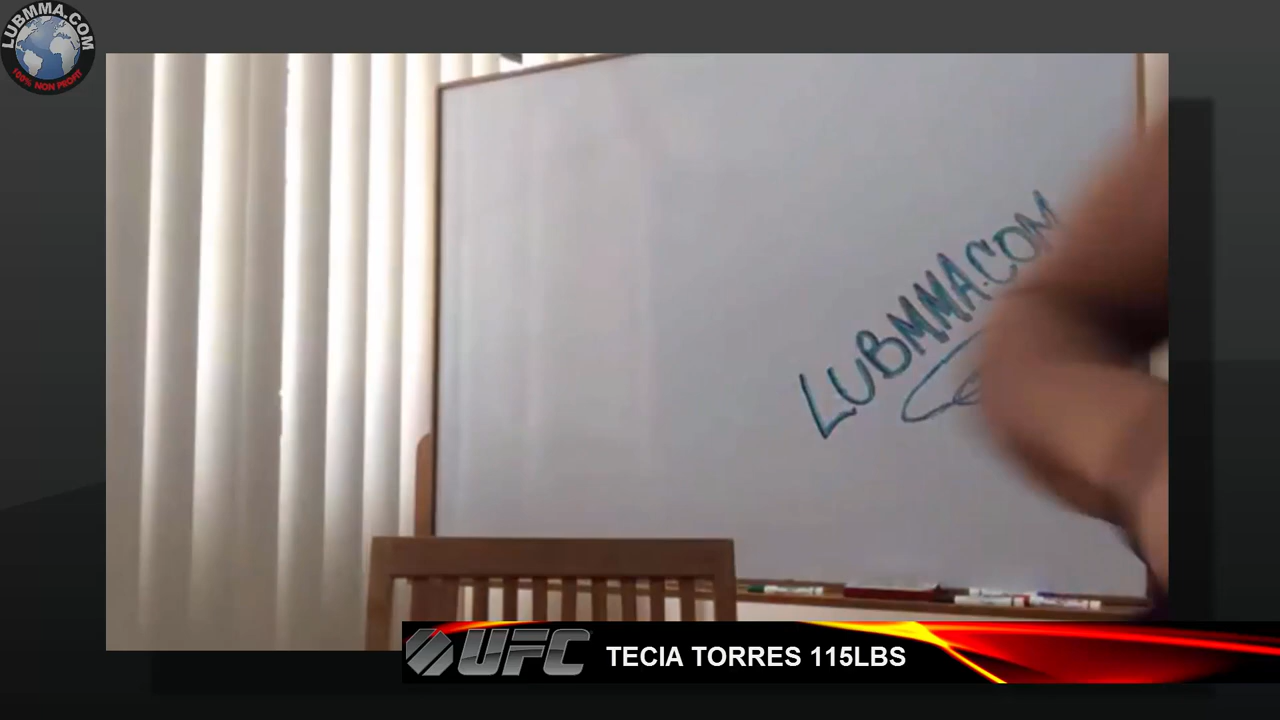 LUBMMA.COM
100% NON PROFIT
LUBMMA.COM
UFC
TECIA TORRES 115LBS